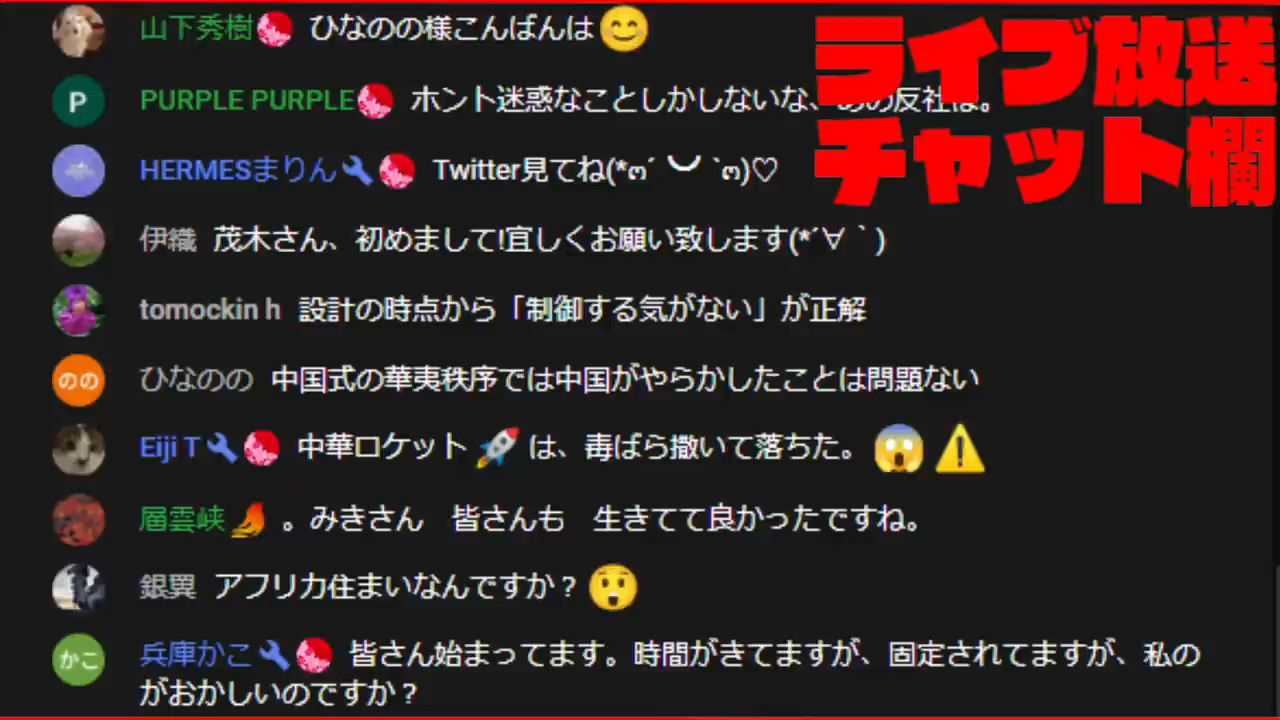 山下秀樹 ひなのの様こんばんは😊
ライブ放送
P PURPLE PURPLE ホント迷惑なことしかしないな、あの反社は。
HERMESまりん Twitter見てね(*ෆ´ ╰╯`ෆ)♡
チャット欄
伊織 茂木さん、初めまして!宜しくお願い致します(*´∀｀)
tomockin h 設計の時点から「制御する気がない」が正解
のの ひなのの 中国式の華夷秩序では中国がやらかしたことは問題ない
Eiji T 中華ロケット🚀は、毒ばら撒いて落ちた。😱⚠️
層雲峡 。みきさん　皆さんも　生きてて良かったですね。
銀翼 アフリカ住まいなんですか？😲
かこ 兵庫かこ 皆さん始まってます。時間がきてますが、固定されてますが、私の
がおかしいのですか？